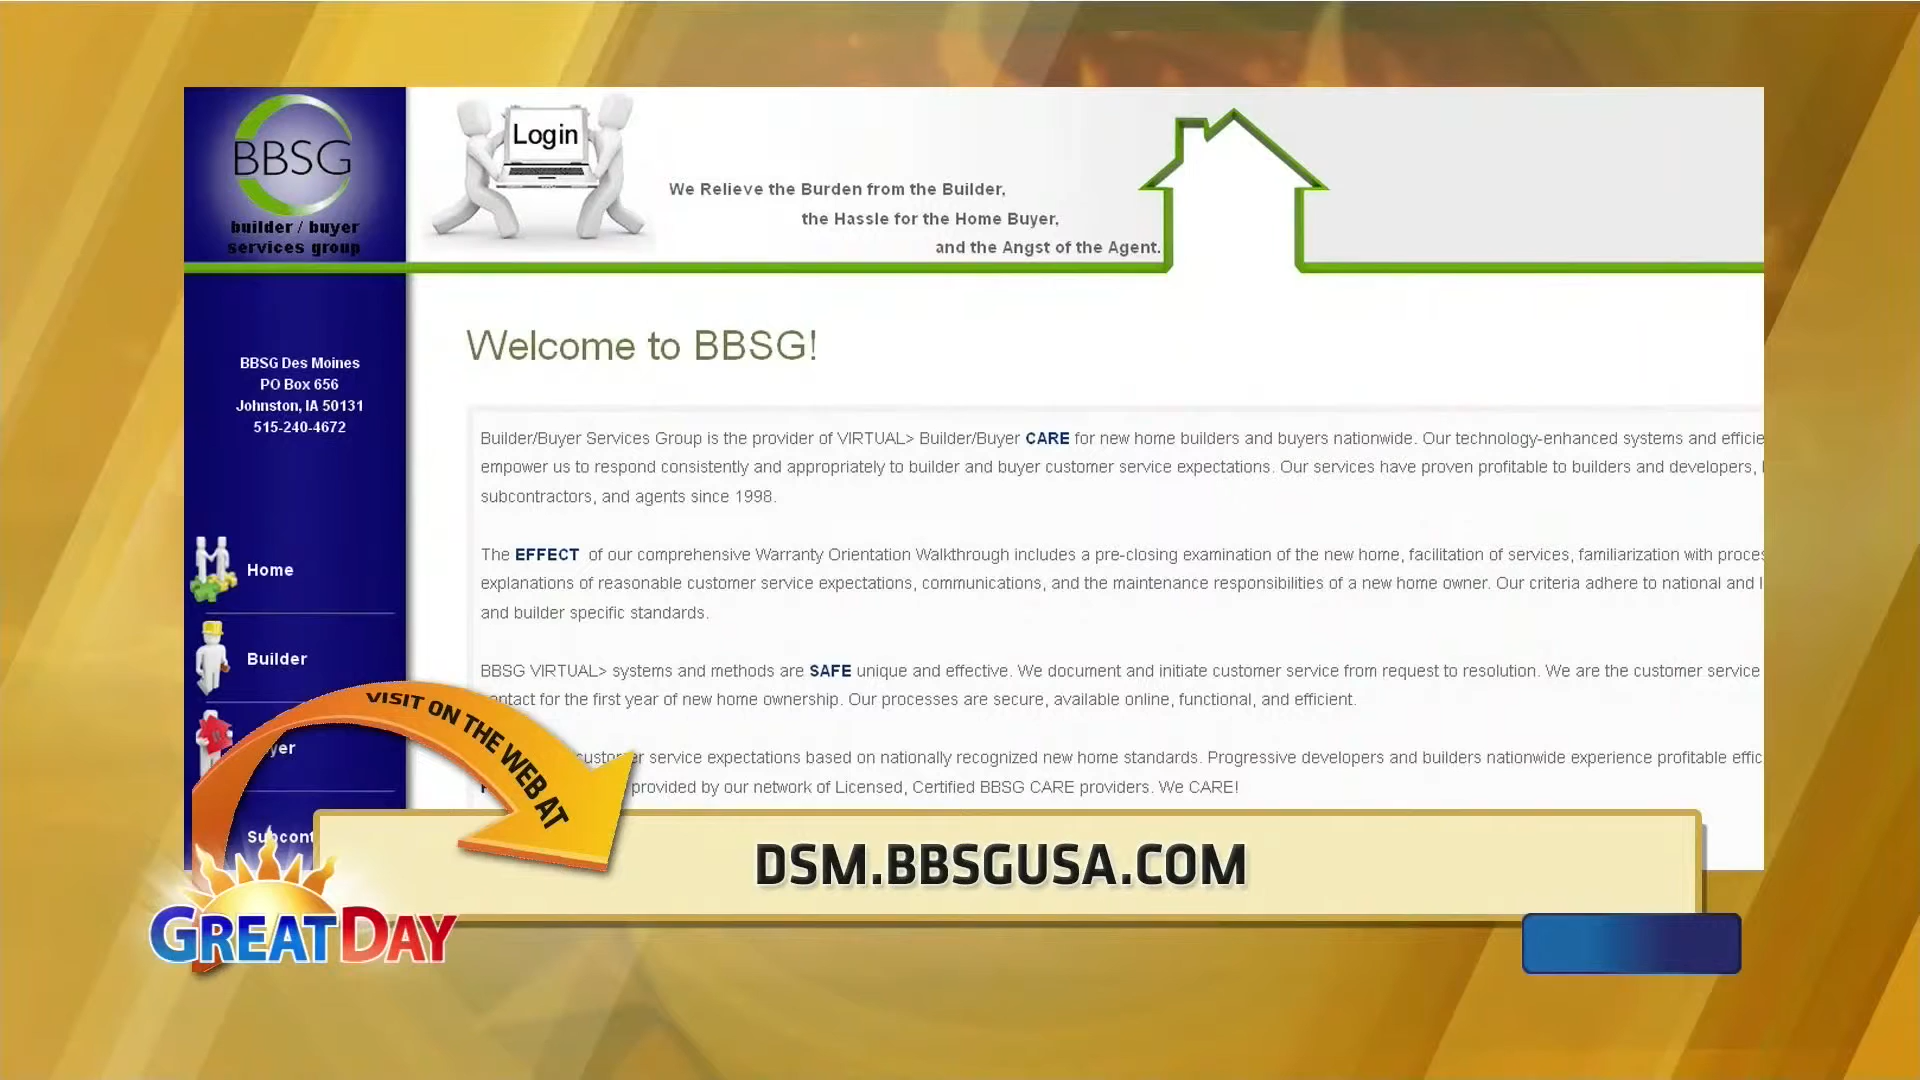 BBSG
builder / buyer
services group
Login
We Relieve the Burden from the Builder,
the Hassle for the Home Buyer,
and the Angst of the Agent.
BBSG Des Moines
PO Box 656
Johnston, IA 50131
515-240-4672
Home
Builder
Welcome to BBSG!
Builder/Buyer Services Group is the provider of VIRTUAL> Builder/Buyer CARE for new home builders and buyers nationwide. Our technology-enhanced systems and
empower us to respond consistently and appropriately to builder and buyer customer service expectations. Our services have proven profitable to builders and developers,
subcontractors, and agents since 1998.
The EFFECT of our comprehensive Warranty Orientation Walkthrough includes a pre-closing examination of the new home, facilitation of services, familiarization with
explanations of reasonable customer service expectations, communications, and the maintenance responsibilities of a new home owner. Our criteria adhere to national and
and builder specific standards.
BBSG VIRTUAL> systems and methods are SAFE unique and effective. We document and initiate customer service from request to resolution. We are the customer service
for the first year of new home ownership. Our processes are secure, available online, functional, and efficient.
service expectations based on nationally recognized new home standards. Progressive developers and builders nationwide experience profitable
provided by our network of Licensed, Certified BBSG CARE providers. We CARE!
VISIT ON THE WEB AT
DSM.BBSGUSA.COM
GREAT DAY